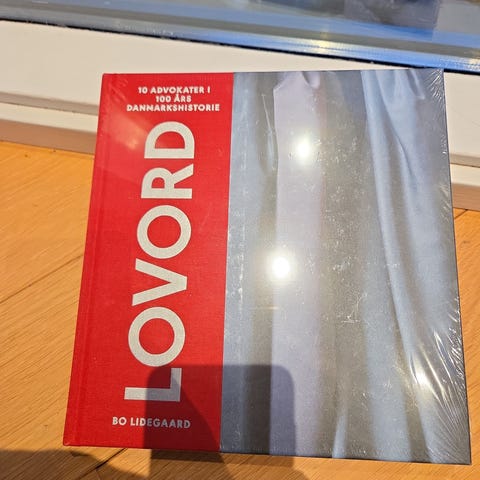 10 ADVOKATER I
100 ÅRS
DANMARKSHISTORIE
LOVORD
BO LIDEGAARD